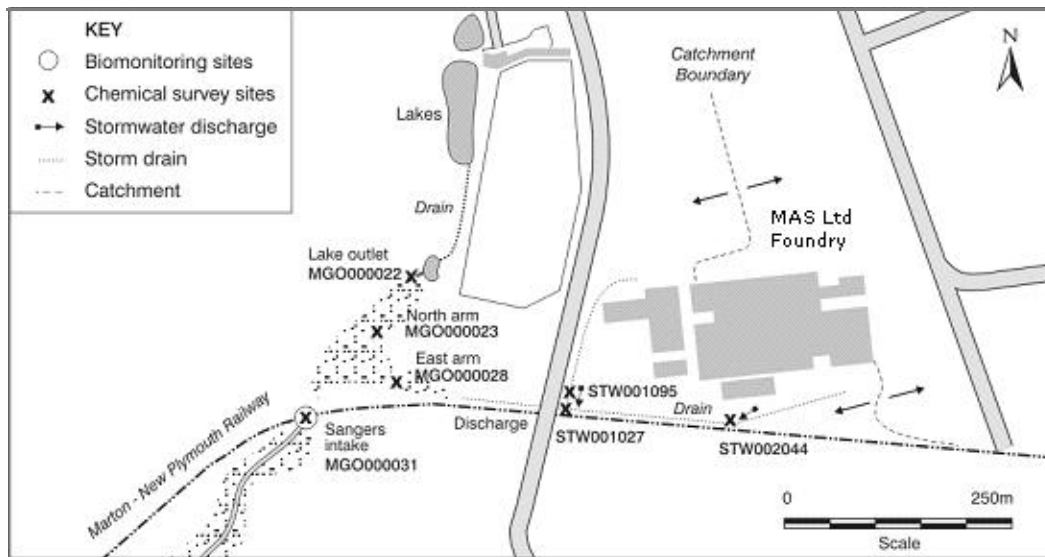 KEY
Biomonitoring sites
Chemical survey sites
Stormwater discharge
Storm drain
Catchment
Lakes
Catchment
Boundary
N
Drain
MAS Ltd
Foundry
Lake outlet
MGO000022
North arm
MGO000023
East arm
MGO000028
STW001095
Drain
Discharge
STW001027
STW002044
Sangers
intake
MGO000031
Marton - New Plymouth Railway
0 250m
Scale